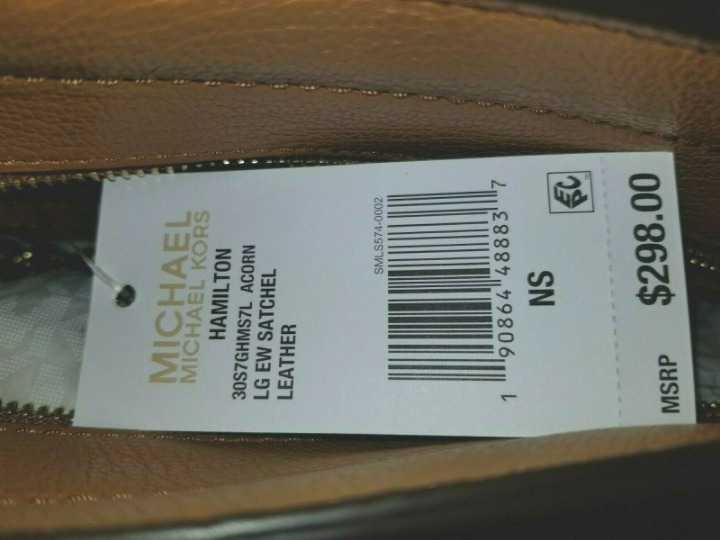 MICHAEL
MICHAEL KORS
HAMILTON
30S7GHMS7L ACORN
LG EW SATCHEL
LEATHER
SMLS574-0002
1 90864 48883 7
NS
EPC
MSRP $298.00